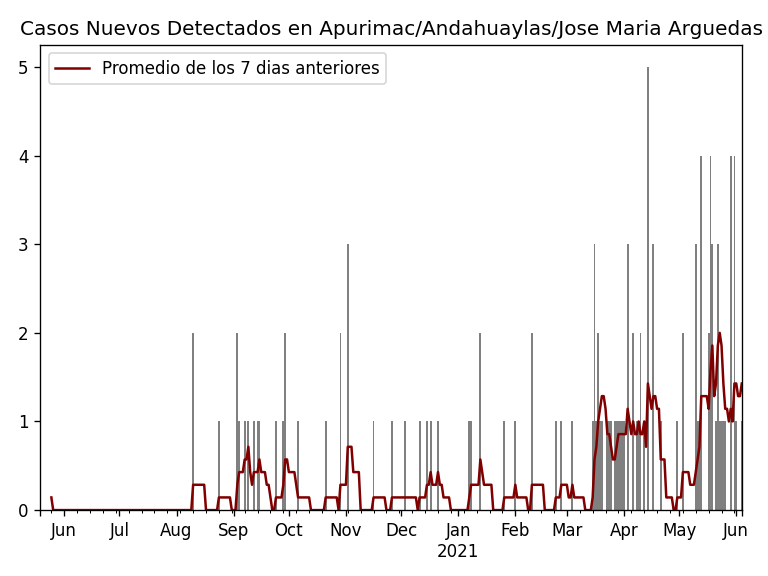 Casos Nuevos Detectados en Apurimac/Andahuaylas/Jose Maria Arguedas
Promedio de los 7 dias anteriores
5
4
3
2
1
0
Jun Jul Aug Sep Oct Nov Dec Jan Feb Mar Apr May Jun
2021